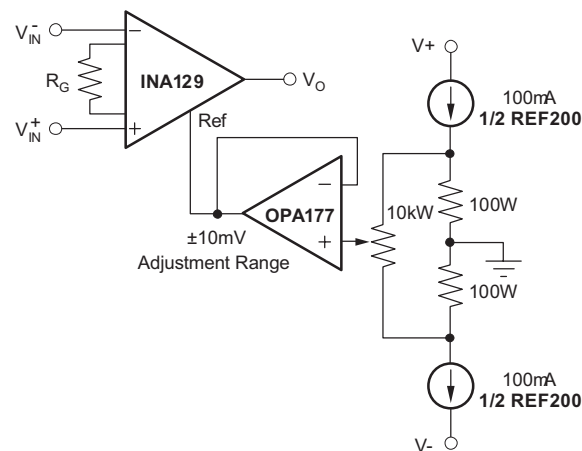 V-IN
RG
V+IN
INA129
VO
Ref
OPA177
±10mV
Adjustment Range
V+
100mA
1/2 REF200
10kW
100W
100W
100mA
1/2 REF200
V-